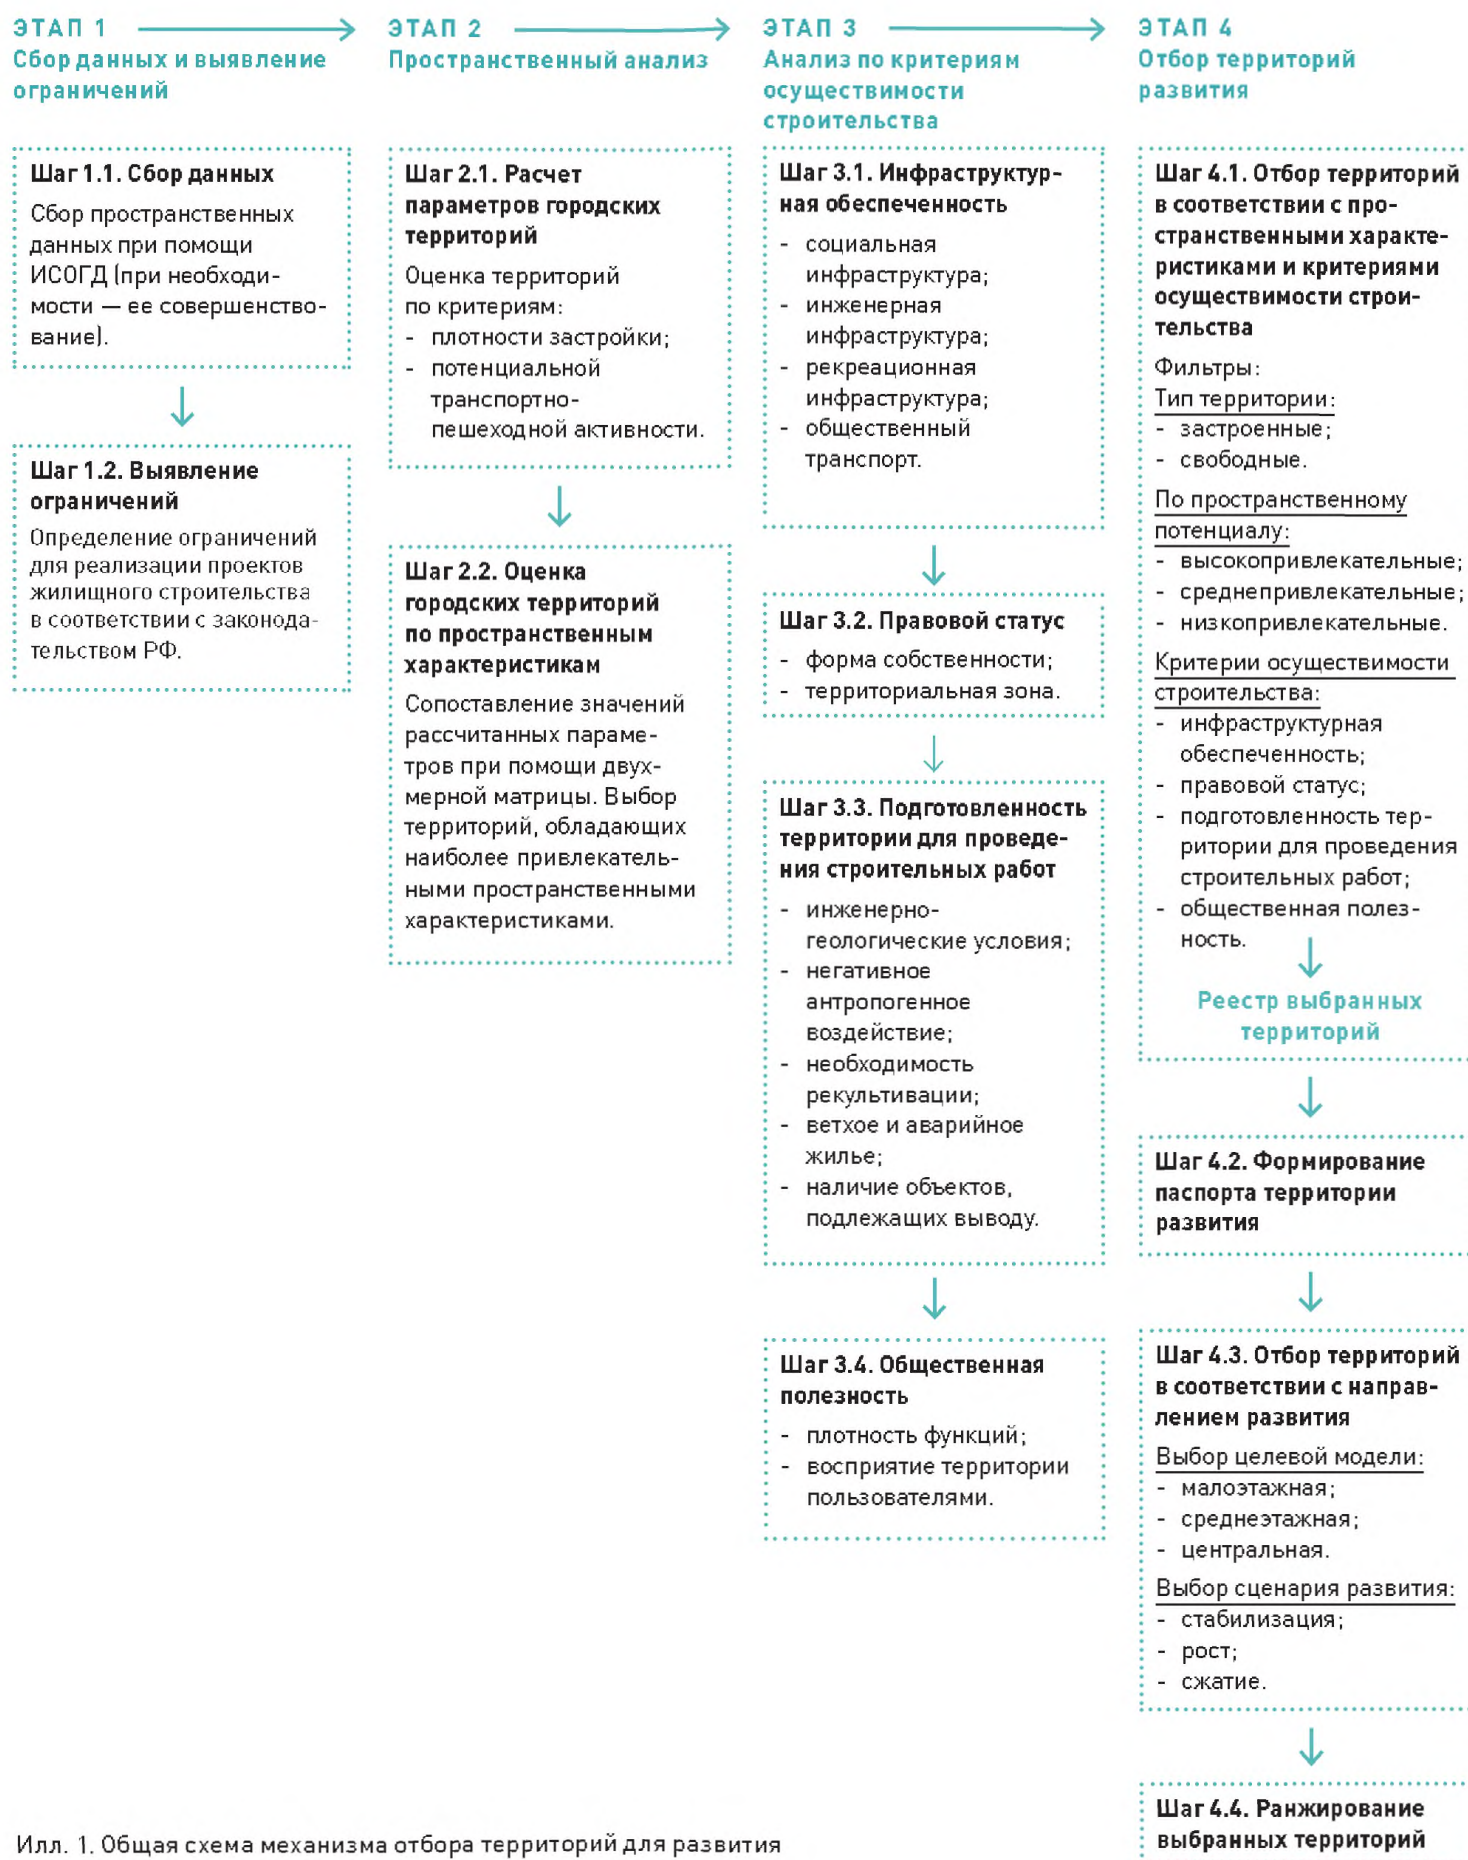 ЭТАП 1
Сбор данных и выявление
ограничений
Шаг 1.1. Сбор данных
Сбор пространственных
данных при помощи
ИСОГД (при необходи-
мости — ее совершенство-
вание).
Шаг 1.2. Выявление
ограничений
Определение ограничений
для реализации проектов
жилищного строительства
в соответствии с законода-
тельством РФ.
ЭТАП 2
Пространственный анализ
Шаг 2.1. Расчет
параметров городских
территорий
Оценка территорий
по критериям:
- плотности застройки;
- потенциальной
транспортно-
пешеходной активности.
Шаг 2.2. Оценка
городских территорий
по пространственным
характеристикам
Сопоставление значений
рассчитанных параме-
тров при помощи двух-
мерной матрицы. Выбор
территорий, обладающих
наиболее привлекатель-
ными пространственными
характеристиками.
ЭТАП 3
Анализ по критериям
осуществимости
строительства
Шаг 3.1. Инфраструктур-
ная обеспеченность
- социальная
инфраструктура;
- инженерная
инфраструктура;
- рекреационная
инфраструктура;
- общественный
транспорт.
Шаг 3.2. Правовой статус
- форма собственности;
- территориальная зона.
Шаг 3.3. Подготовленность
территории для проведе-
ния строительных работ
- инженерно-
геологические условия;
- негативное
антропогенное
воздействие;
- необходимость
рекультивации;
- ветхое и аварийное
жилье;
- наличие объектов,
подлежащих выводу.
Шаг 3.4. Общественная
полезность
- плотность функций;
- восприятие территории
пользователями.
ЭТАП 4
Отбор территорий
развития
Шаг 4.1. Отбор территорий
в соответствии с про-
странственными характе-
ристиками и критериями
осуществимости строи-
тельства
Фильтры:
Тип территории:
- застроенные;
- свободные.
По пространственному
потенциалу:
- высокопривлекательные;
- среднепривлекательные;
- низкопривлекательные.
Критерии осуществимости
строительства:
- инфраструктурная
обеспеченность;
- правовой статус;
- подготовленность тер-
ритории для проведения
строительных работ;
- общественная полез-
ность.
Реестр выбранных
территорий
Шаг 4.2. Формирование
паспорта территории
развития
Шаг 4.3. Отбор территорий
в соответствии с направ-
лением развития
Выбор целевой модели:
- малоэтажная;
- среднеэтажная;
- центральная.
Выбор сценария развития:
- стабилизация;
- рост;
- сжатие.
Шаг 4.4. Ранжирование
выбранных территорий
Илл. 1. Общая схема механизма отбора территорий для развития